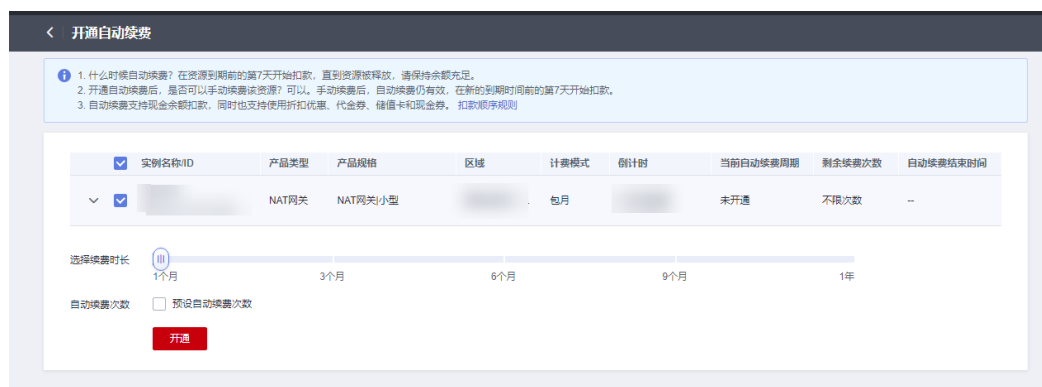 开通自动续费
1. 什么时候自动续费？在资源到期前的第7天开始扣款，直到资源被释放，请保持余额充足。
2. 开通自动续费后，是否可以手动续费该资源？可以。手动续费后，自动续费仍有效，在新的到期时间前的第7天开始扣款。
3. 自动续费支持现金余额扣款，同时也支持使用折扣优惠、代金券、储值卡和现金券。 扣款顺序规则
实例名称/ID 产品类型 产品规格 区域 计费模式 倒计时 当前自动续费周期 剩余续费次数 自动续费结束时间
NAT网关 NAT网关|小型 包月 未开通 不限次数 --
选择续费时长
1个月 3个月 6个月 9个月 1年
自动续费次数 预设自动续费次数
开通